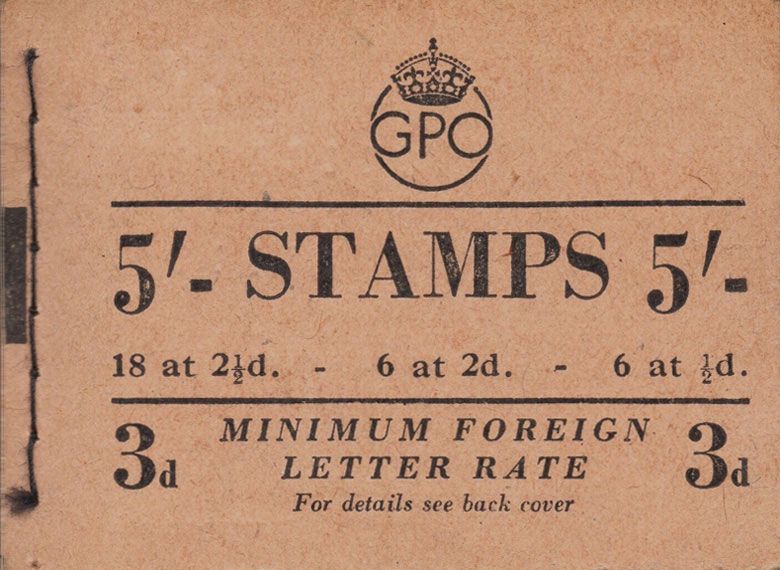 GPO
5/- STAMPS 5/-
18 at 2½d. - 6 at 2d. - 6 at ½d.
3d MINIMUM FOREIGN 3d
LETTER RATE
For details see back cover